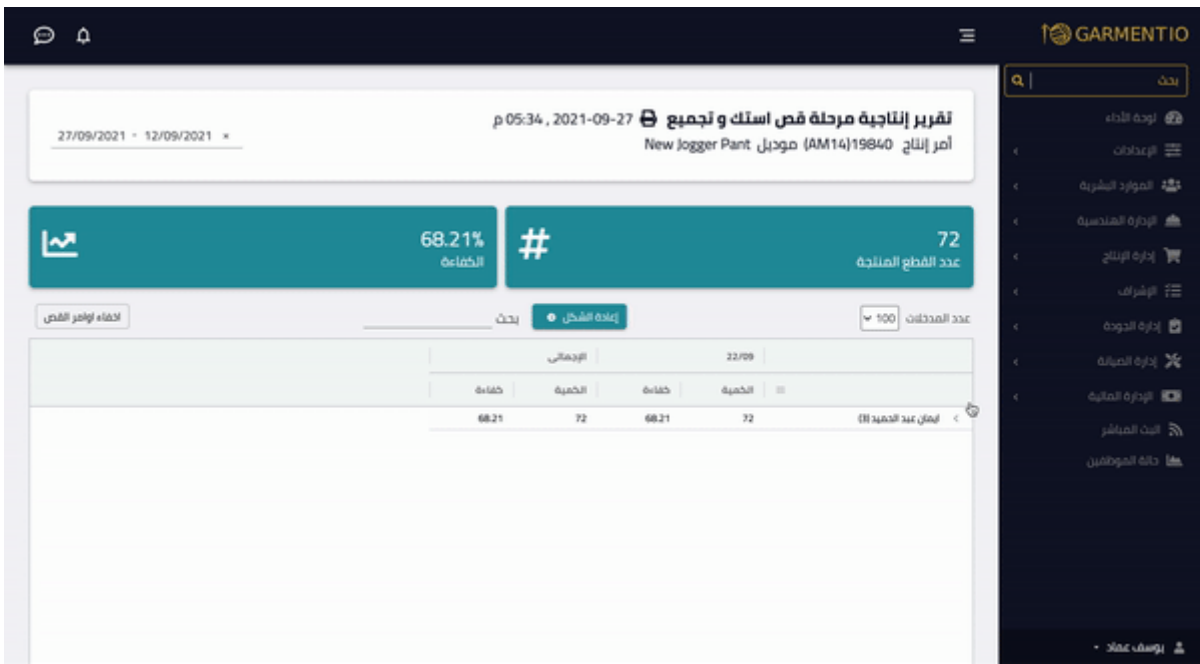 GARMENTIO
بحث
لوحة الأداء
الإعدادات
الموارد البشرية
الإدارة الهندسية
إدارة الإنتاج
الإشراف
إدارة الجودة
إدارة الصيانة
الإدارة المالية
البث المباشر
حالة الموظفين
يوسف عماد
تقرير إنتاجية مرحلة قص استك و تجميع 27-09-2021 , 05:34 م
أمر إنتاج 19840(AM14) موديل New Jogger Pant
27/09/2021 - 12/09/2021 ×
72
عدد القطع المنتجة
#
68.21%
الكفاءة
عدد المدخلات 100
إعادة الشكل
بحث
اخفاء اوامر القص
22/09 الإجمالى
الكمية كفاءة الكمية كفاءة
ايمان عبد الحميد (3) 72 68.21 72 68.21